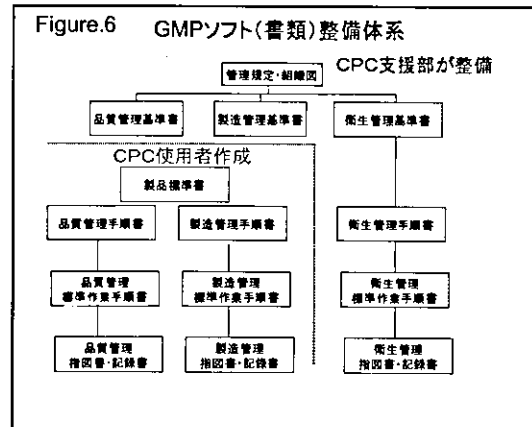 Figure.6 GMPソフト(書類)整備体系
CPC支援部が整備
管理規定・組織図
品質管理基準書 製造管理基準書 衛生管理基準書
CPC使用者作成
製品標準書
品質管理手順書 製造管理手順書 衛生管理手順書
品質管理 製造管理 衛生管理
標準作業手順書 標準作業手順書 標準作業手順書
品質管理 製造管理 衛生管理
指図書・記録書 指図書・記録書 指図書・記録書